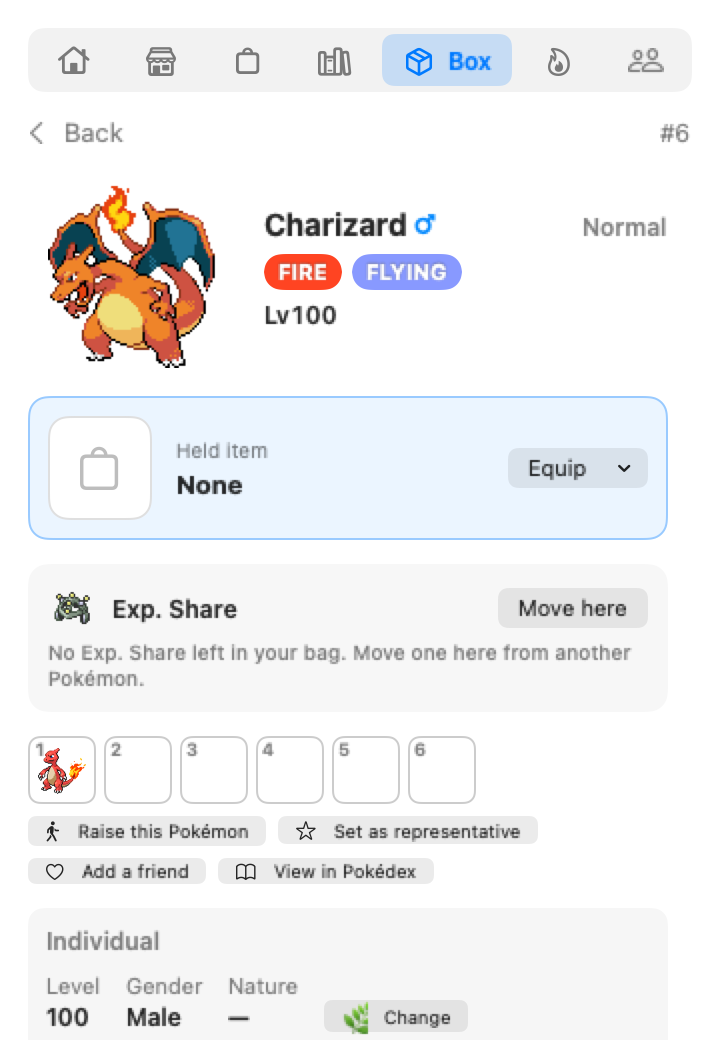 Box
Back
#6
Charizard ♂
Normal
FIRE FLYING
Lv100
Held item
None
Equip
Exp. Share
Move here
No Exp. Share left in your bag. Move one here from another
Pokémon.
1 2 3 4 5 6
Raise this Pokémon Set as representative
Add a friend View in Pokédex
Individual
Level Gender Nature
100 Male — Change